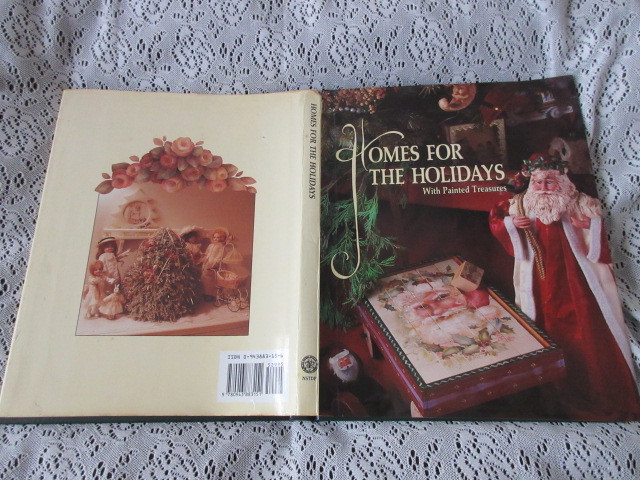 HOMES FOR
THE HOLIDAYS
With Painted Treasures
HOMES FOR THE HOLIDAYS